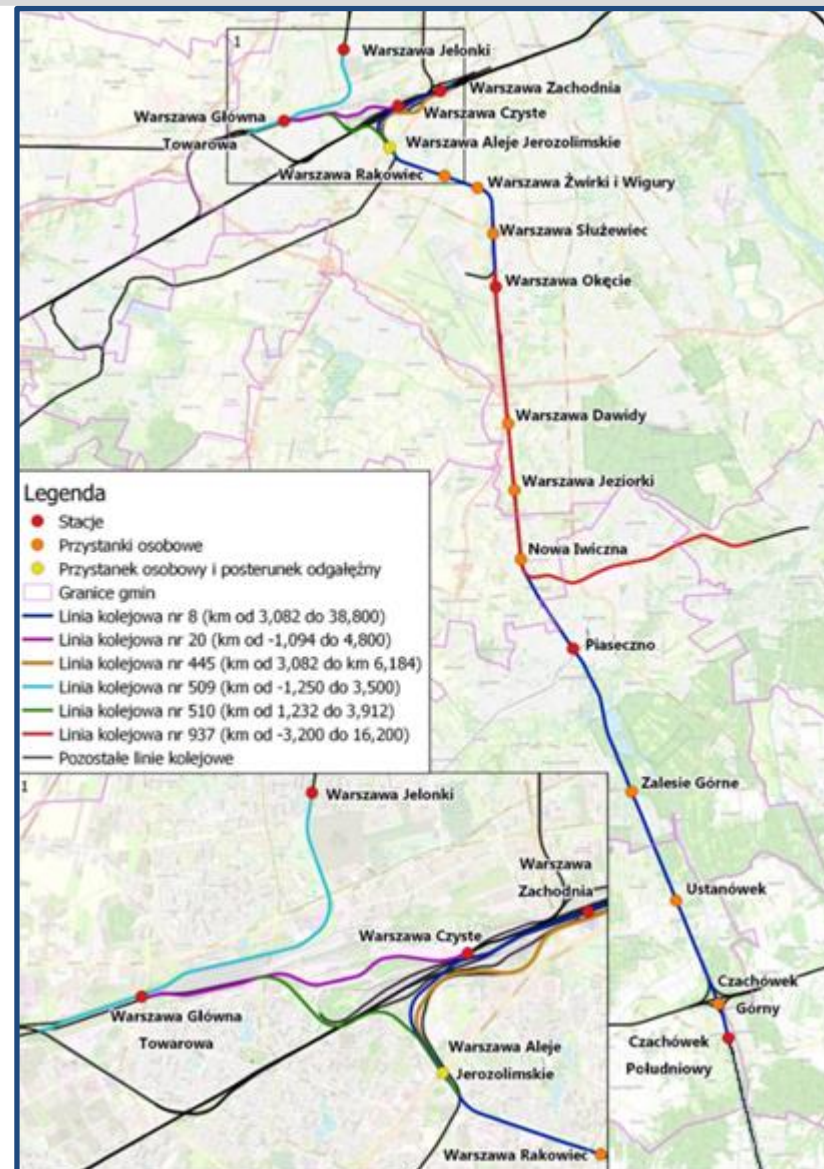 1
Warszawa Jelonki
Warszawa Zachodnia
Warszawa Główna
Towarowa
Warszawa Czyste
Warszawa Aleje Jerozolimskie
Warszawa Rakowiec
Warszawa Żwirki i Wigury
Warszawa Służewiec
Warszawa Okęcie
Warszawa Dawidy
Warszawa Jeziorki
Nowa Iwiczna
Piaseczno
Zalesie Górne
Ustanówek
Czachówek
Górny
Czachówek
Południowy
Legenda
Stacje
Przystanki osobowe
Przystanek osobowy i posterunek odgałęźny
Granice gmin
Linia kolejowa nr 8 (km od 3,082 do 38,800)
Linia kolejowa nr 20 (km od -1,094 do 4,800)
Linia kolejowa nr 445 (km od 3,082 do km 6,184)
Linia kolejowa nr 509 (km od -1,250 do 3,500)
Linia kolejowa nr 510 (km od 1,232 do 3,912)
Linia kolejowa nr 937 (km od -3,200 do 16,200)
Pozostałe linie kolejowe
1
Warszawa Jelonki
Warszawa
Zachodnia
Warszawa Czyste
Warszawa Główna
Towarowa
Warszawa Aleje
Jerozolimskie
Warszawa Rakowiec